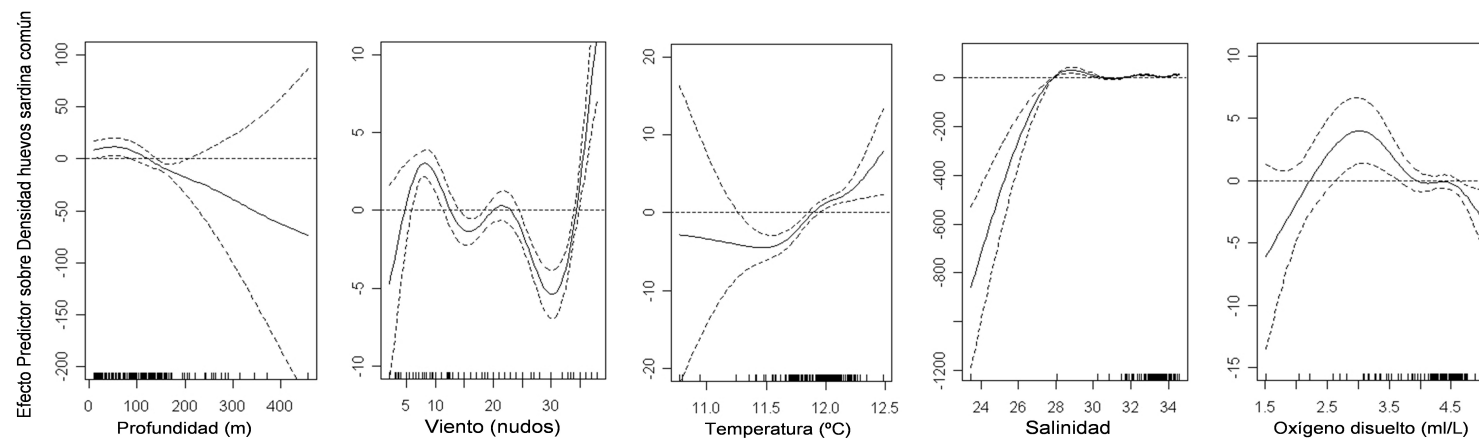 Efecto Predictor sobre Densidad huevos sardina común
100
50
0
-50
-100
-150
-200
0 100 200 300 400
Profundidad (m)
10
5
0
-5
-10
5 10 20 30
Viento (nudos)
20
10
0
-10
-20
11.0 11.5 12.0 12.5
Temperatura (ºC)
0
-200
-400
-600
-800
-1200
24 26 28 30 32 34
Salinidad
10
5
0
-5
-10
-15
1.5 2.5 3.5 4.5
Oxígeno disuelto (ml/L)